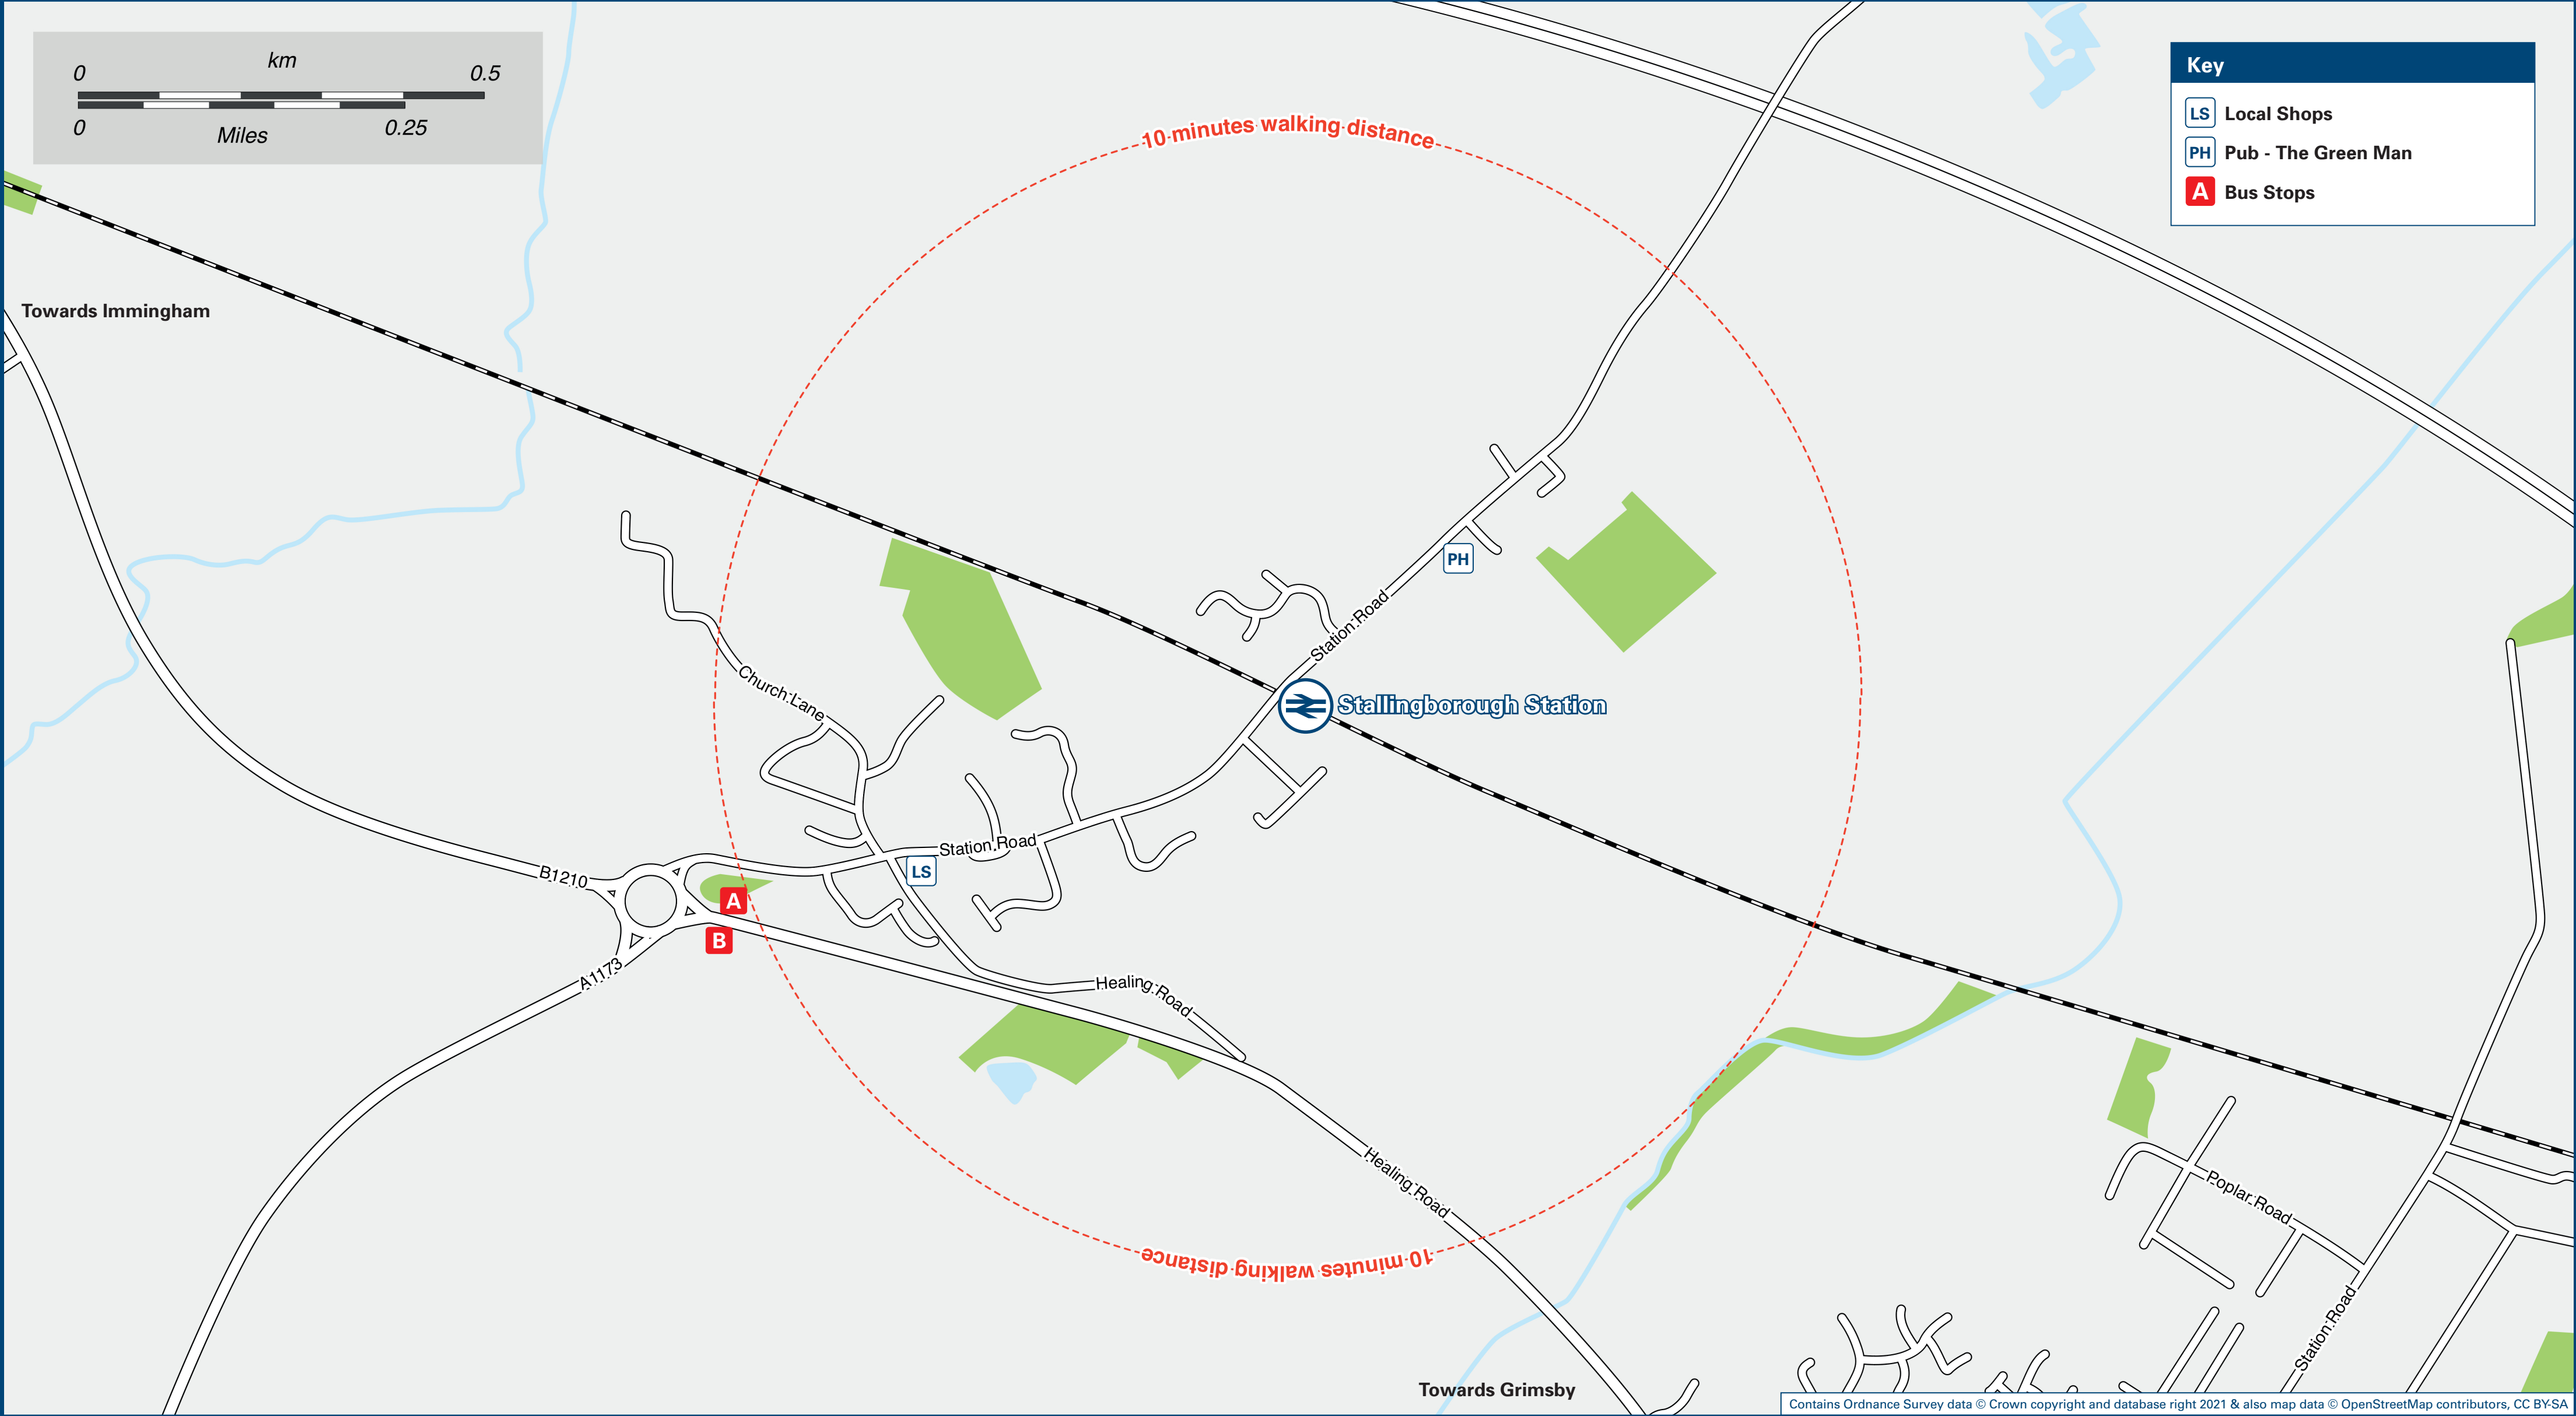 km
0 0.5
0 0.25
Miles
10 minutes walking distance
Key
LS Local Shops
PH Pub - The Green Man
A Bus Stops
Towards Immingham
PH
Station Road
Church Lane
Stallingborough Station
Station Road
LS
B1210
A
B
A1173
Healing Road
Healing Road
Poplar Road
10 minutes walking distance
Station Road
Towards Grimsby
Contains Ordnance Survey data © Crown copyright and database right 2021 & also map data © OpenStreetMap contributors, CC BY-SA